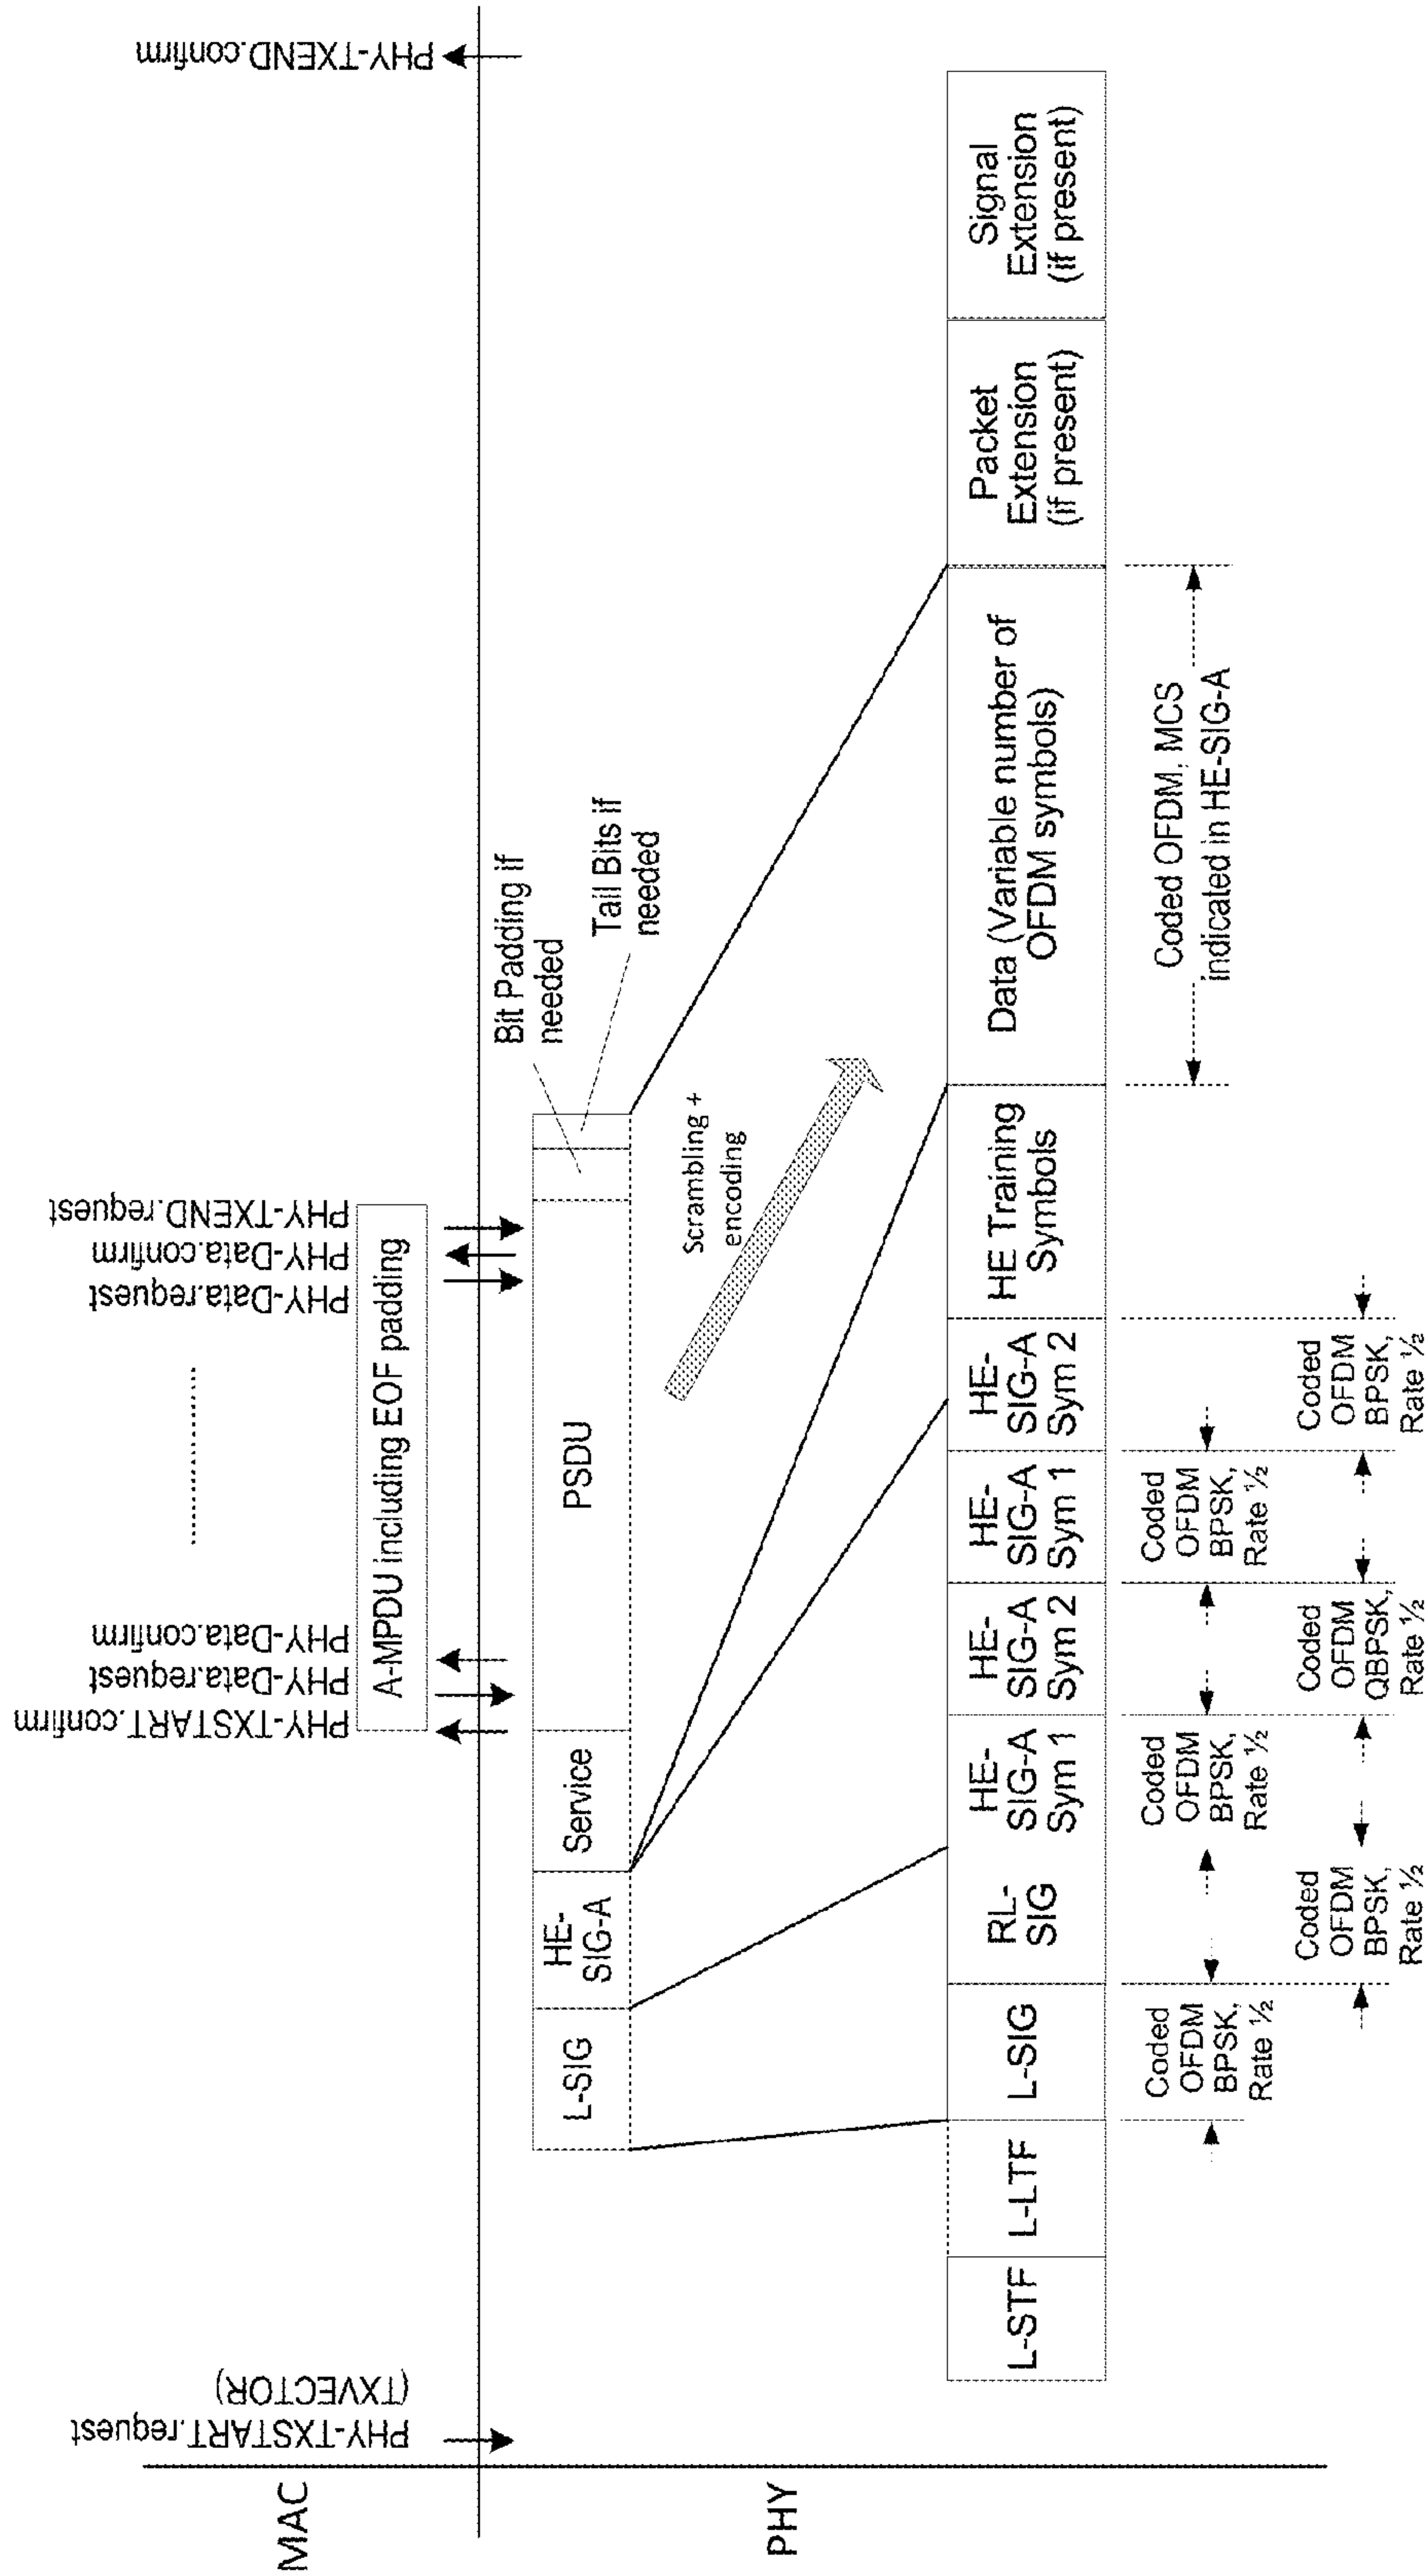 MAC
PHY-TXSTART.request
(TXVECTOR)
PHY-TXSTART.confirm
PHY-Data.request
PHY-Data.confirm
PHY-Data.request
PHY-Data.confirm
PHY-TXEND.request
PHY-TXEND.confirm
A-MPDU including EOF padding
PHY
L-SIG
HE-
SIG-A
Service
PSDU
Bit Padding if
needed
Tail Bits if
needed
Scrambling +
encoding
L-STF
L-LTF
L-SIG
RL-
SIG
HE-
SIG-A
Sym 1
HE-
SIG-A
Sym 2
HE-
SIG-A
Sym 1
HE-
SIG-A
Sym 2
HE Training
Symbols
Data (Variable number of
OFDM symbols)
Packet
Extension
(if present)
Signal
Extension
(if present)
Coded
OFDM
BPSK,
Rate ½
Coded
OFDM
BPSK,
Rate ½
Coded
OFDM
BPSK,
Rate ½
Coded OFDM, MCS
indicated in HE-SIG-A
Coded
OFDM
BPSK,
Rate ½
Coded
OFDM
QBPSK,
Rate ½
Coded
OFDM
BPSK,
Rate ½